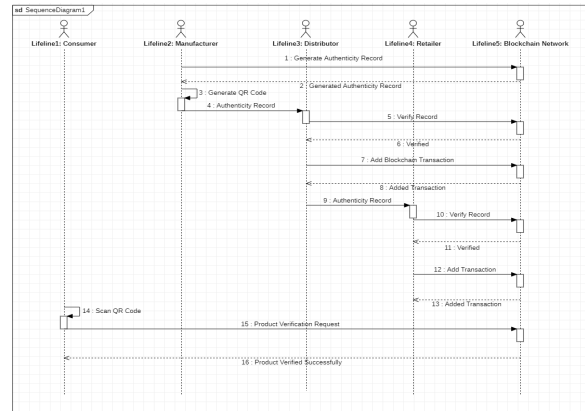 sd SequenceDiagram1
Lifeline1: Consumer
Lifeline2: Manufacturer
Lifeline3: Distributor
Lifeline4: Retailer
Lifeline5: Blockchain Network
1 : Generate Authenticity Record
2 : Generated Authenticity Record
3 : Generate QR Code
4 : Authenticity Record
5 : Verify Record
6 : Verified
7 : Add Blockchain Transaction
8 : Added Transaction
9 : Authenticity Record
10 : Verify Record
11 : Verified
12 : Add Transaction
13 : Added Transaction
14 : Scan QR Code
15 : Product Verification Request
16 : Product Verified Successfully